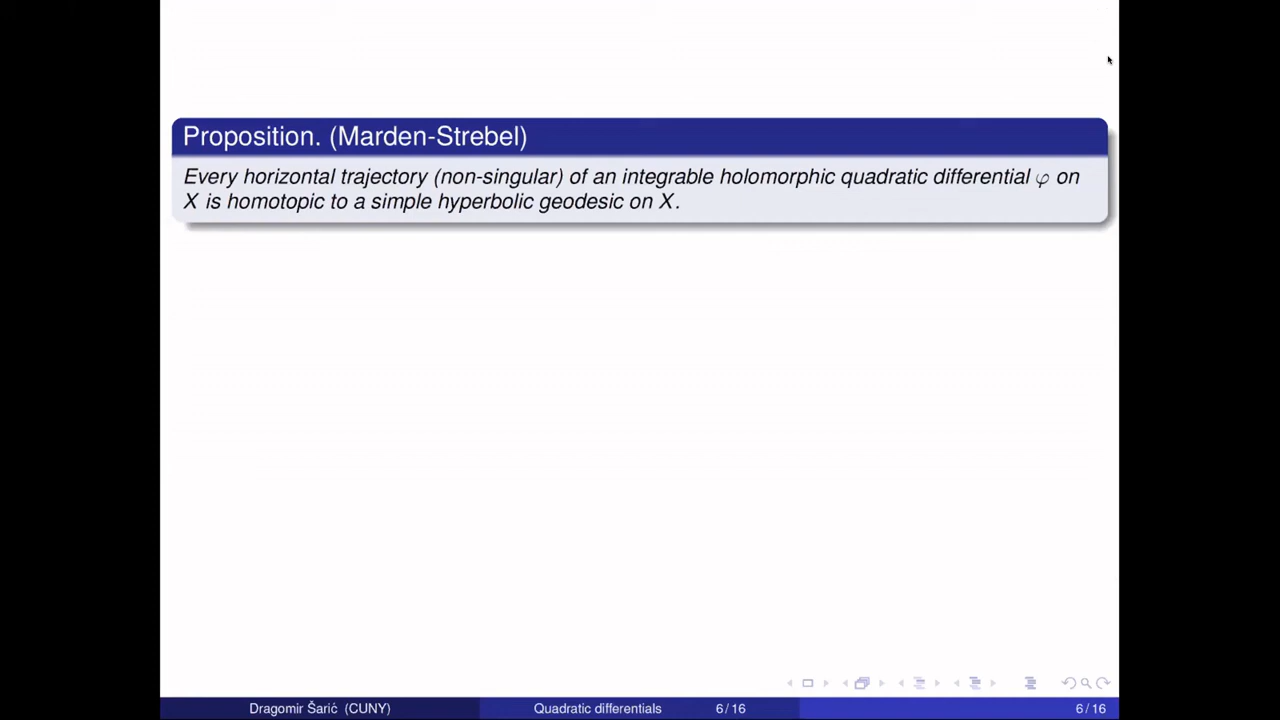 Proposition. (Marden-Strebel)
Every horizontal trajectory (non-singular) of an integrable holomorphic quadratic differential φ on
X is homotopic to a simple hyperbolic geodesic on X.
Dragomir Šarić (CUNY) Quadratic differentials 6 / 16 6 / 16